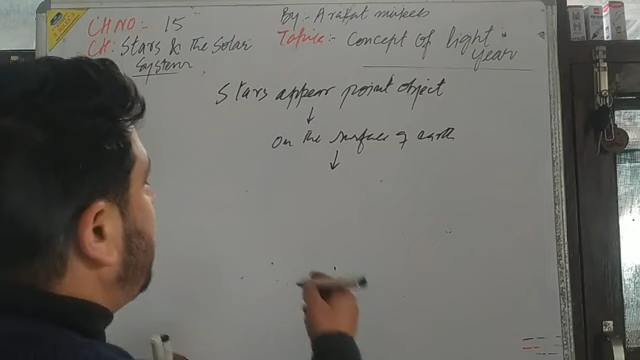 CH NO:- 15
CH: Stars & The Solar
System
By:- Arafat
Topic:- Concept Of light
year
Stars appear point object
↓
On the surface of earth
↓